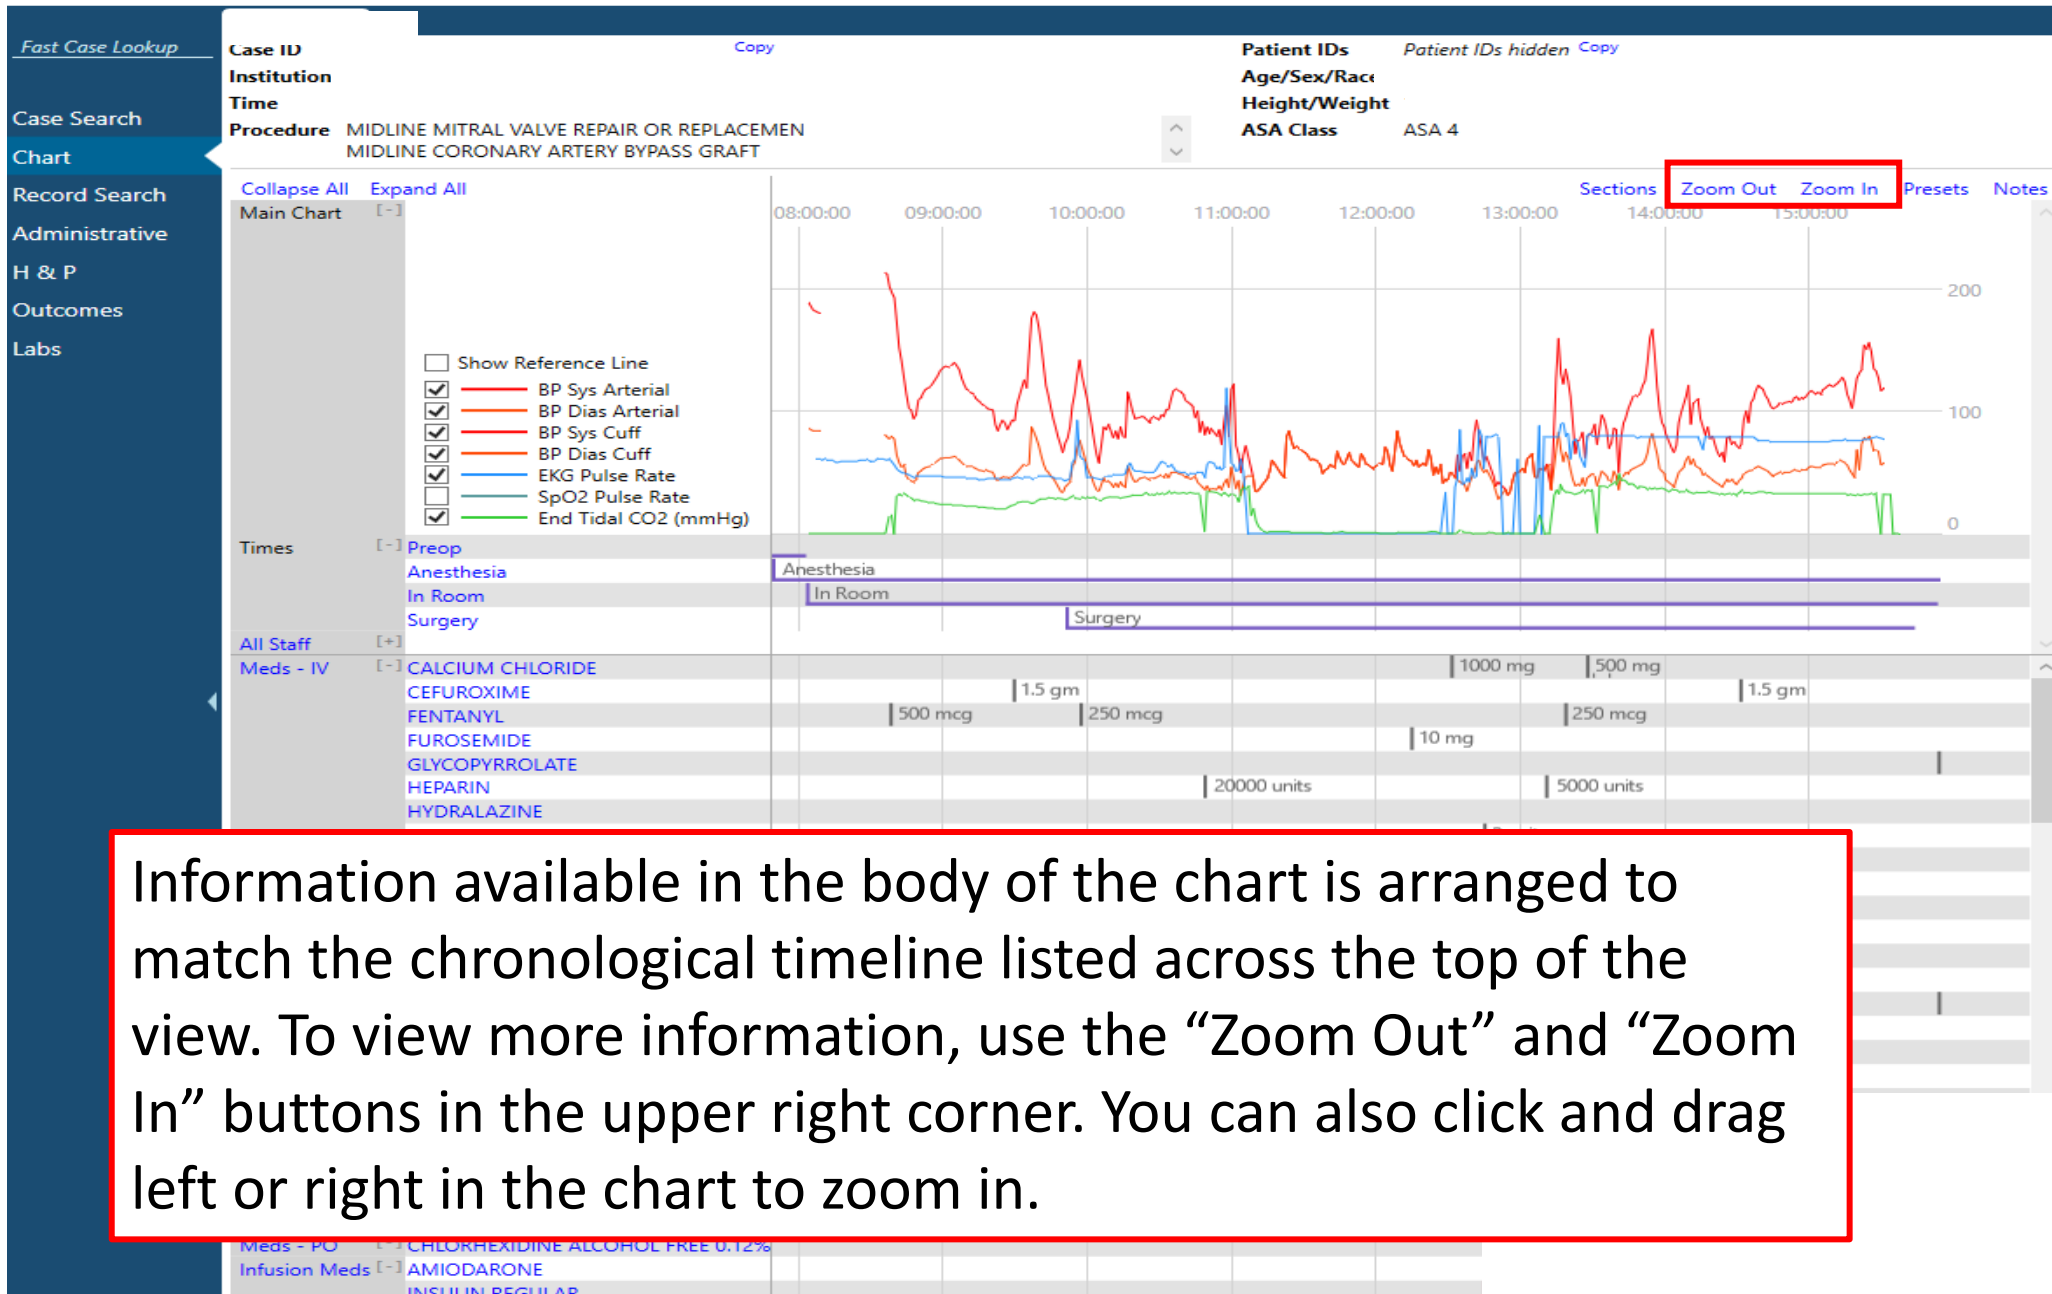 Fast Case Lookup
Case Search
Chart
Record Search
Administrative
H & P
Outcomes
Labs
Case ID Copy
Institution
Time
Procedure MIDLINE MITRAL VALVE REPAIR OR REPLACEMEN
MIDLINE CORONARY ARTERY BYPASS GRAFT
Patient IDs Patient IDs hidden Copy
Age/Sex/Race
Height/Weight
ASA Class ASA 4
Collapse All Expand All Sections Zoom Out Zoom In Presets Notes
Main Chart [-] 08:00:00 09:00:00 10:00:00 11:00:00 12:00:00 13:00:00 14:00:00 15:00:00
200
100
0
Show Reference Line
BP Sys Arterial
BP Dias Arterial
BP Sys Cuff
BP Dias Cuff
EKG Pulse Rate
SpO2 Pulse Rate
End Tidal CO2 (mmHg)
Times [-] Preop
Anesthesia Anesthesia
In Room In Room
Surgery Surgery
All Staff [+]
Meds - IV [-] CALCIUM CHLORIDE 1000 mg 500 mg
CEFUROXIME 1.5 gm 1.5 gm
FENTANYL 500 mcg 250 mcg 250 mcg
FUROSEMIDE 10 mg
GLYCOPYRROLATE
HEPARIN 20000 units 5000 units
HYDRALAZINE
Information available in the body of the chart is arranged to
match the chronological timeline listed across the top of the
view. To view more information, use the “Zoom Out” and “Zoom
In” buttons in the upper right corner. You can also click and drag
left or right in the chart to zoom in.
Meds - PO [-] CHLORHEXIDINE ALCOHOL FREE 0.12%
Infusion Meds [-] AMIODARONE
INSULIN REGULAR